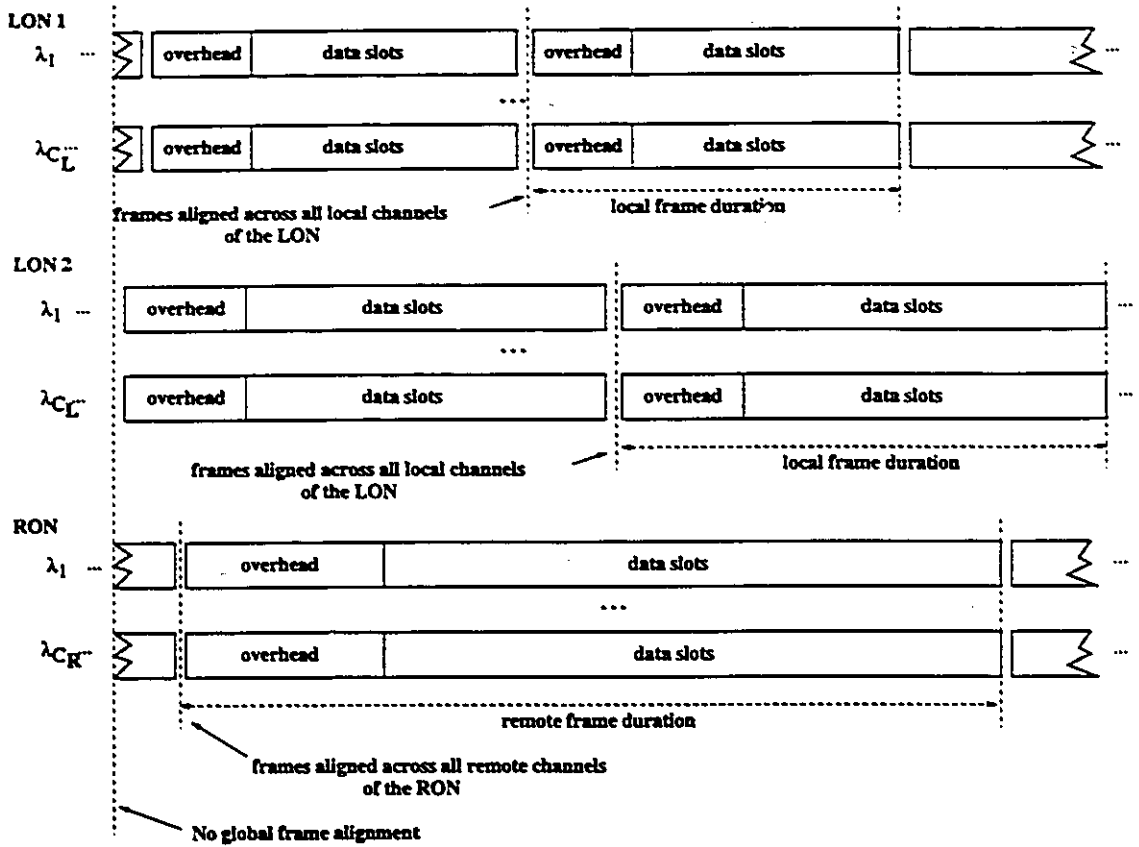 LON 1
λ1 ... overhead data slots overhead data slots ...
...
λCL ... overhead data slots overhead data slots ...
frames aligned across all local channels
of the LON
local frame duration
LON 2
λ1 ... overhead data slots overhead data slots ...
...
λCL ... overhead data slots overhead data slots ...
frames aligned across all local channels
of the LON
local frame duration
RON
λ1 ... overhead data slots ...
...
λCR ... overhead data slots ...
remote frame duration
frames aligned across all remote channels
of the RON
No global frame alignment